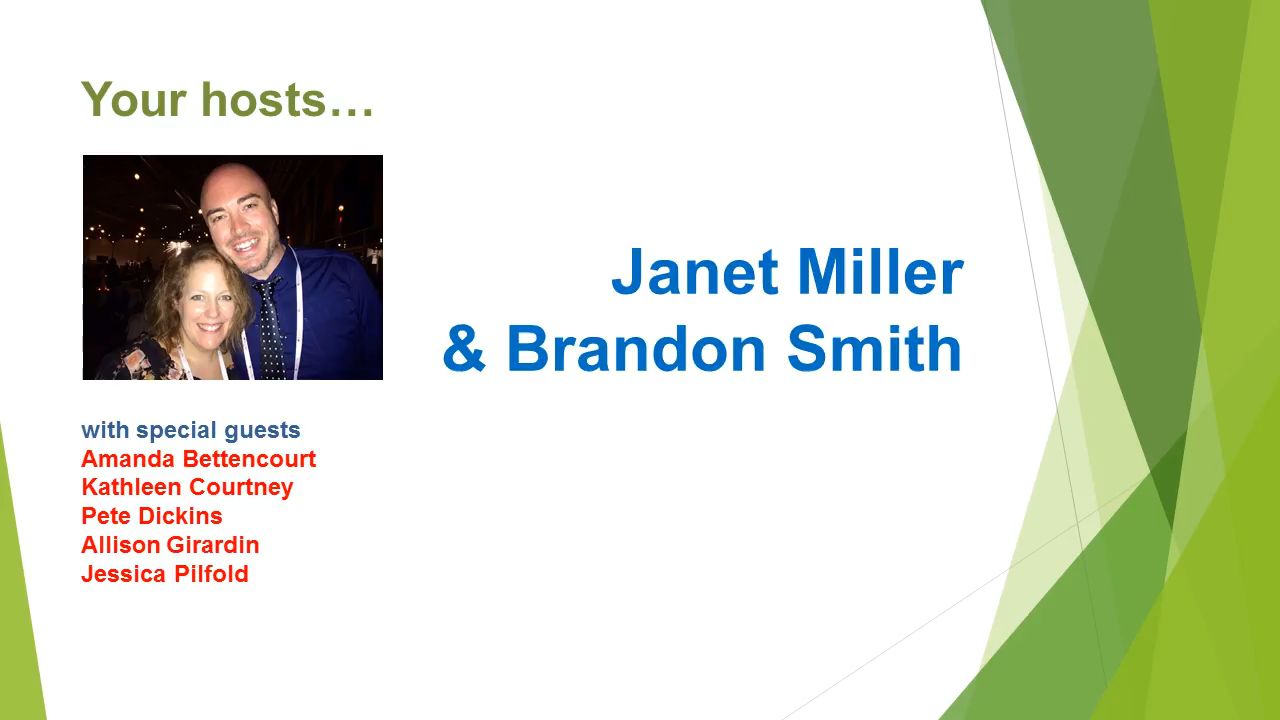 Your hosts…
Janet Miller
& Brandon Smith
with special guests
Amanda Bettencourt
Kathleen Courtney
Pete Dickins
Allison Girardin
Jessica Pilfold